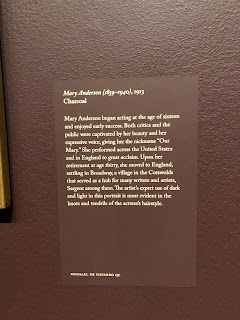 Mary Anderson (1859–1940), 1913
Charcoal
Mary Anderson began acting at the age of sixteen
and enjoyed early success. Both critics and the
public were captivated by her beauty and her
expressive voice, giving her the nickname "Our
Mary." She performed across the United States
and in England to great acclaim. Upon her
retirement at age thirty, she moved to England,
settling in Broadway, a village in the Cotswolds
that served as a hub for many writers and artists,
Sargent among them. The artist's expert use of dark
and light in this portrait is most evident in the
knots and tendrils of the actress's hairstyle.
MICHAEL DE NAVARRO QC